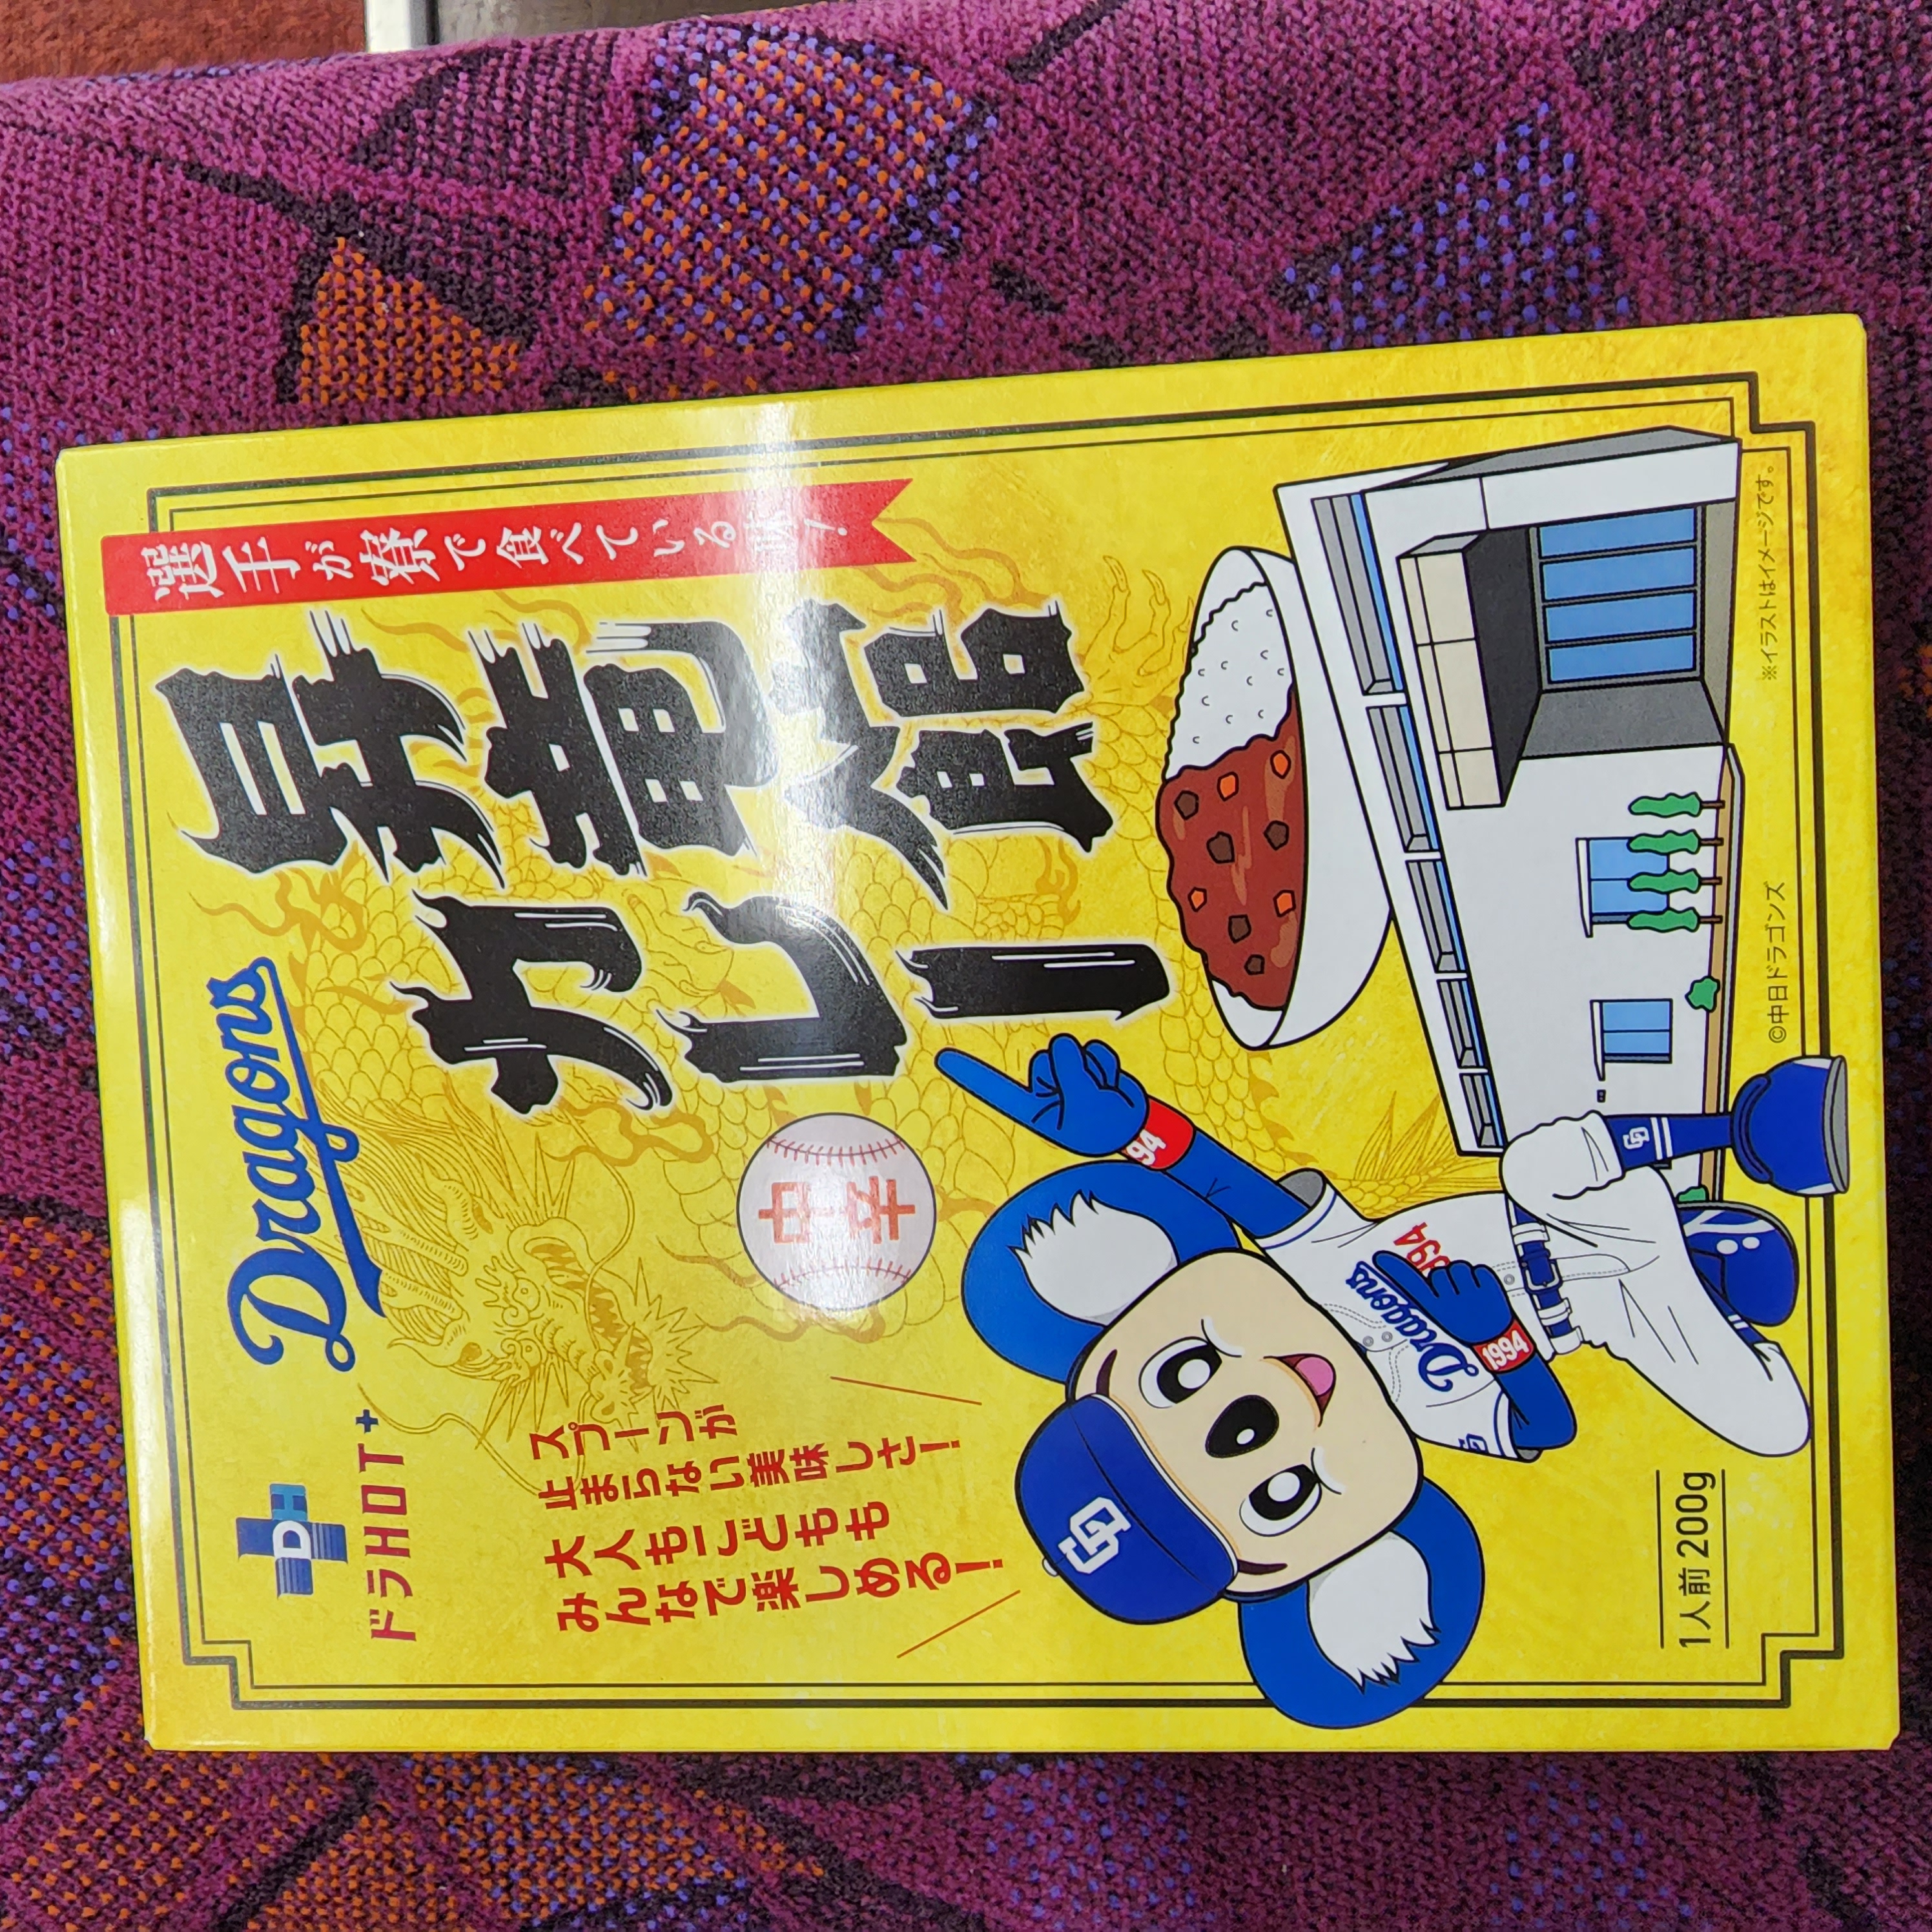 選手が寮で食べている味！
DH
ドラHOT+
Dragons
昇竜館
カレー
スプーンが
止まらない美味しさ！
大人もこどもも
みんなで楽しめる！
中辛
CD
94
Dragons
1994
1994
CD
1人前 200g
©中日ドラゴンズ
※イラストはイメージです。